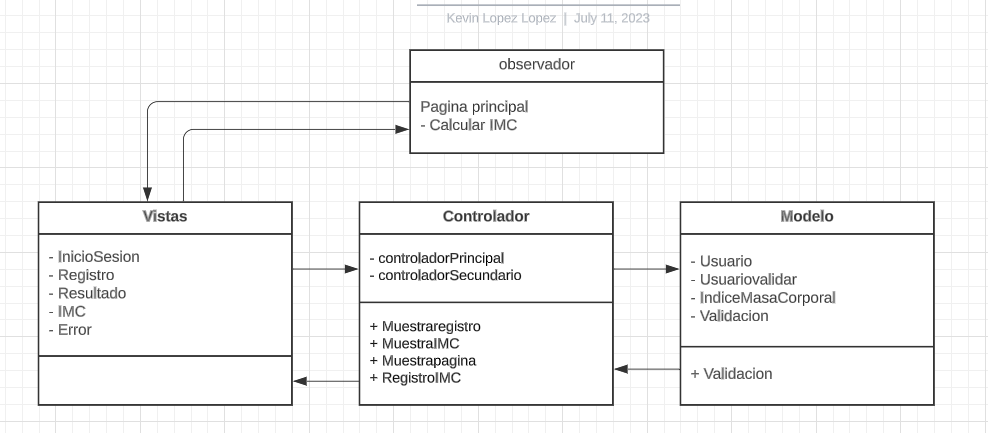 Kevin Lopez Lopez | July 11, 2023
observador
Pagina principal
- Calcular IMC
Vistas
- InicioSesion
- Registro
- Resultado
- IMC
- Error
Controlador
- controladorPrincipal
- controladorSecundario
+ Muestraregistro
+ MuestraIMC
+ Muestrapagina
+ RegistroIMC
Modelo
- Usuario
- Usuariovalidar
- IndiceMasaCorporal
- Validacion
+ Validacion